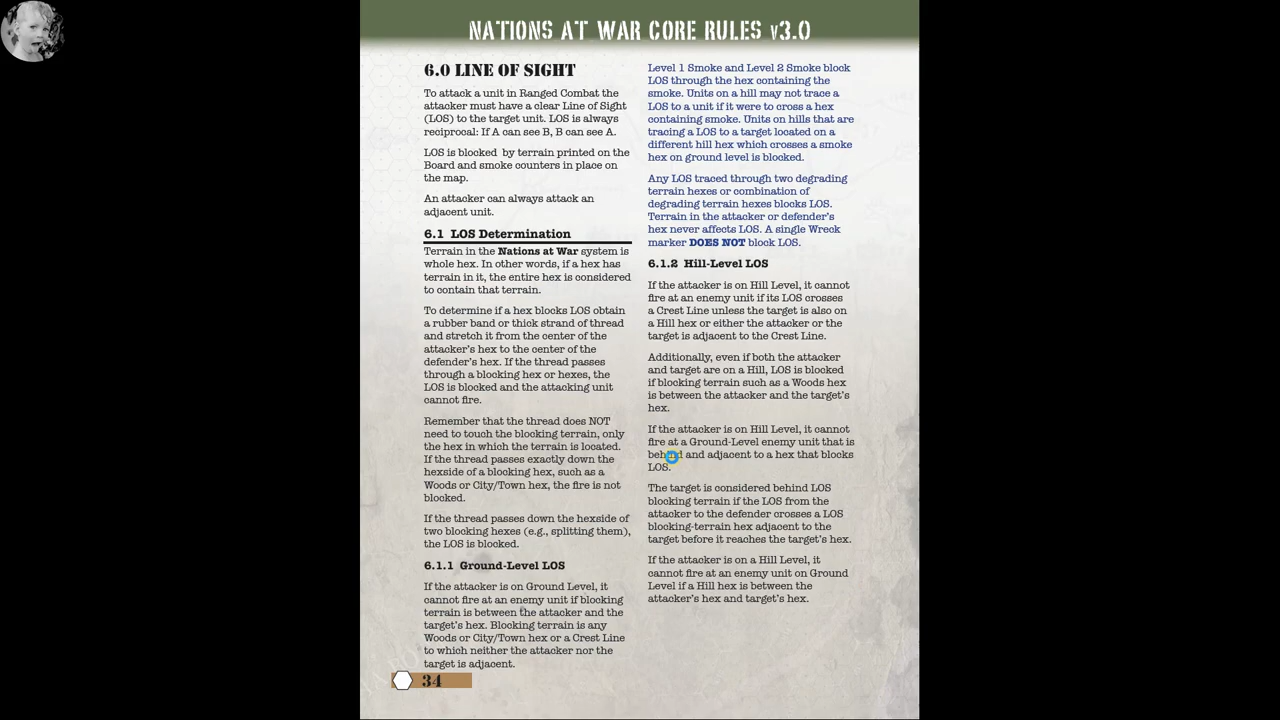 NATIONS AT WAR CORE RULES v3.0
6.0 LINE OF SIGHT
To attack a unit in Ranged Combat the
attacker must have a clear Line of Sight
(LOS) to the target unit. LOS is always
reciprocal: If A can see B, B can see A.
LOS is blocked by terrain printed on the
Board and smoke counters in place on
the map.
An attacker can always attack an
adjacent unit.
6.1 LOS Determination
Terrain in the Nations at War system is
whole hex. In other words, if a hex has
terrain in it, the entire hex is considered
to contain that terrain.
To determine if a hex blocks LOS obtain
a rubber band or thick strand of thread
and stretch it from the center of the
attacker's hex to the center of the
defender's hex. If the thread passes
through a blocking hex or hexes, the
LOS is blocked and the attacking unit
cannot fire.
Remember that the thread does NOT
need to touch the blocking terrain, only
the hex in which the terrain is located.
If the thread passes exactly down the
hexside of a blocking hex, such as a
Woods or City/Town hex, the fire is not
blocked.
If the thread passes down the hexside of
two blocking hexes (e.g., splitting them),
the LOS is blocked.
6.1.1 Ground-Level LOS
If the attacker is on Ground Level, it
cannot fire at an enemy unit if blocking
terrain is between the attacker and the
target's hex. Blocking terrain is any
Woods or City/Town hex or a Crest Line
to which neither the attacker nor the
target is adjacent.
Level 1 Smoke and Level 2 Smoke block
LOS through the hex containing the
smoke. Units on a hill may not trace a
LOS to a unit if it were to cross a hex
containing smoke. Units on hills that are
tracing a LOS to a target located on a
different hill hex which crosses a smoke
hex on ground level is blocked.
Any LOS traced through two degrading
terrain hexes or combination of
degrading terrain hexes blocks LOS.
Terrain in the attacker or defender's
hex never affects LOS. A single Wreck
marker DOES NOT block LOS.
6.1.2 Hill-Level LOS
If the attacker is on Hill Level, it cannot
fire at an enemy unit if its LOS crosses
a Crest Line unless the target is also on
a Hill hex or either the attacker or the
target is adjacent to the Crest Line.
Additionally, even if both the attacker
and target are on a Hill, LOS is blocked
if blocking terrain such as a Woods hex
is between the attacker and the target's
hex.
If the attacker is on Hill Level, it cannot
fire at a Ground-Level enemy unit that is
behind and adjacent to a hex that blocks
LOS.
The target is considered behind LOS
blocking terrain if the LOS from the
attacker to the defender crosses a LOS
blocking-terrain hex adjacent to the
target before it reaches the target's hex.
If the attacker is on a Hill Level, it
cannot fire at an enemy unit on Ground
Level if a Hill hex is between the
attacker's hex and target's hex.
34